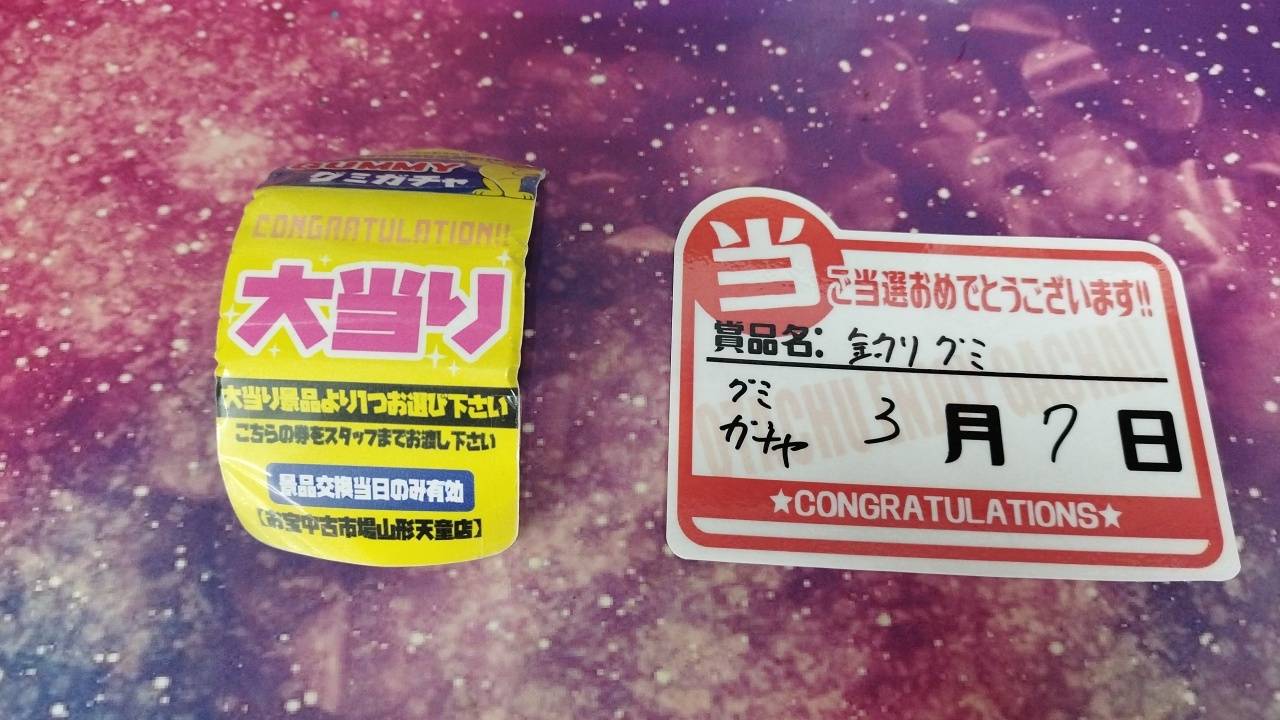 GUMMY
グミガチャ
CONGRATULATION!!
大当り
大当り景品より1つお選び下さい
こちらの券をスタッフまでお渡し下さい
景品交換当日のみ有効
【お宝中古市場山形天童店】
当
ご当選おめでとうございます!!
賞品名: 釣りグミ
グミ
ガチャ
3月7日
★CONGRATULATIONS★